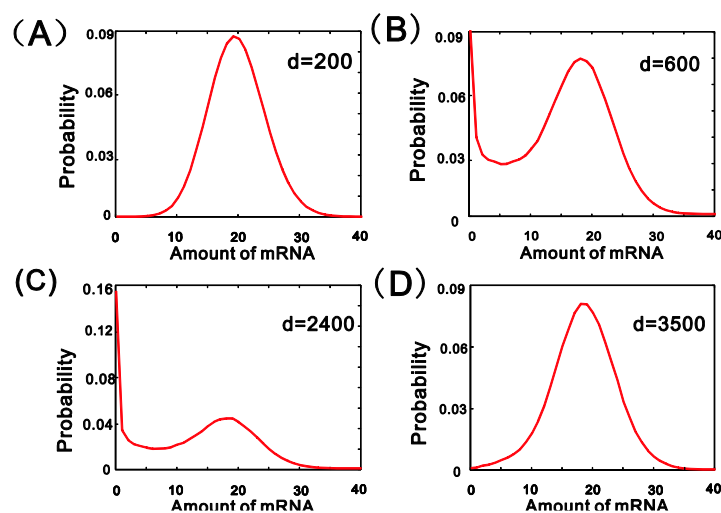 (A)
0.09
0.06
0.03
0
Probability
d=200
0 10 20 30 40
Amount of mRNA
(B)
0.09
0.06
0.03
0
Probability
d=600
0 10 20 30 40
Amount of mRNA
(C)
0.16
0.12
0.08
0.04
0
Probability
d=2400
0 10 20 30 40
Amount of mRNA
(D)
0.09
0.06
0.03
0
Probability
d=3500
0 10 20 30 40
Amount of mRNA